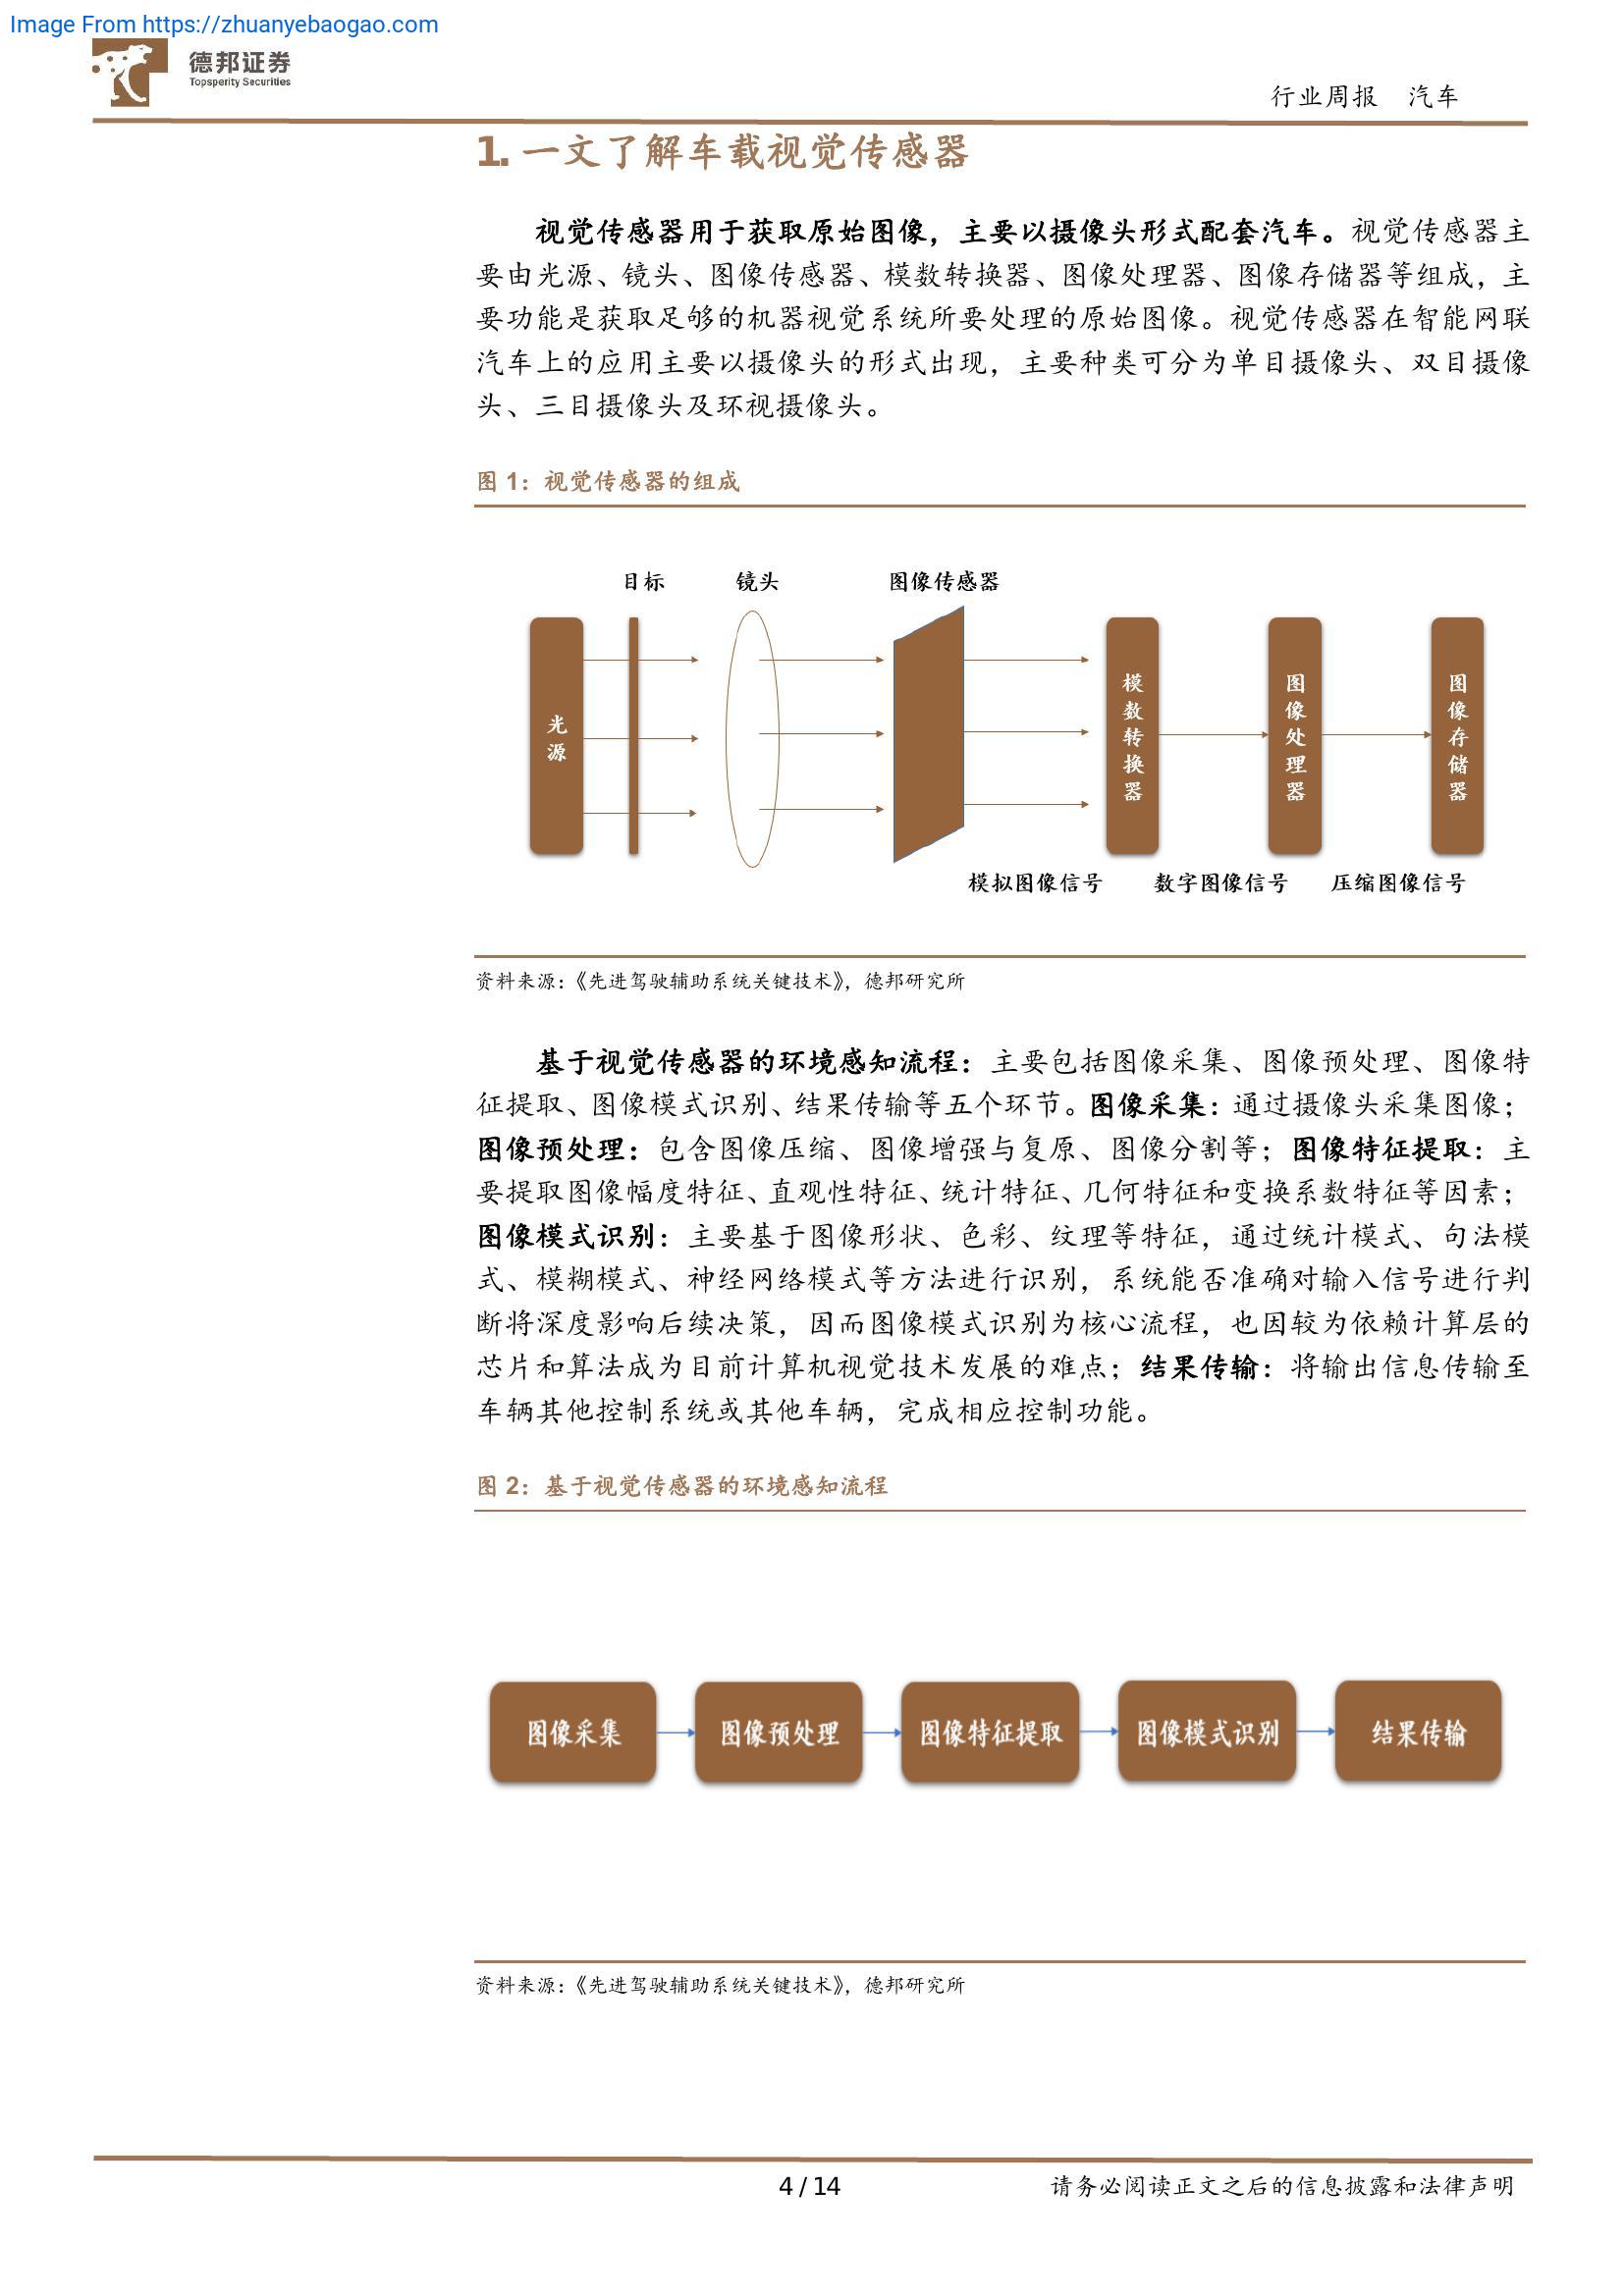 Image From https://zhuanyebaogao.com
德邦证券
Topsperity Securities
行业周报 汽车
1. 一文了解车载视觉传感器
视觉传感器用于获取原始图像，主要以摄像头形式配套汽车。视觉传感器主
要由光源、镜头、图像传感器、模数转换器、图像处理器、图像存储器等组成，主
要功能是获取足够的机器视觉系统所要处理的原始图像。视觉传感器在智能网联
汽车上的应用主要以摄像头的形式出现，主要种类可分为单目摄像头、双目摄像
头、三目摄像头及环视摄像头。
图 1：视觉传感器的组成
目标 镜头 图像传感器
光源
模数转换器
图像处理器
图像存储器
模拟图像信号 数字图像信号 压缩图像信号
资料来源：《先进驾驶辅助系统关键技术》，德邦研究所
基于视觉传感器的环境感知流程：主要包括图像采集、图像预处理、图像特
征提取、图像模式识别、结果传输等五个环节。图像采集：通过摄像头采集图像；
图像预处理：包含图像压缩、图像增强与复原、图像分割等；图像特征提取：主
要提取图像幅度特征、直观性特征、统计特征、几何特征和变换系数特征等因素；
图像模式识别：主要基于图像形状、色彩、纹理等特征，通过统计模式、句法模
式、模糊模式、神经网络模式等方法进行识别，系统能否准确对输入信号进行判
断将深度影响后续决策，因而图像模式识别为核心流程，也因较为依赖计算层的
芯片和算法成为目前计算机视觉技术发展的难点；结果传输：将输出信息传输至
车辆其他控制系统或其他车辆，完成相应控制功能。
图 2：基于视觉传感器的环境感知流程
图像采集 图像预处理 图像特征提取 图像模式识别 结果传输
资料来源：《先进驾驶辅助系统关键技术》，德邦研究所
4 / 14 请务必阅读正文之后的信息披露和法律声明